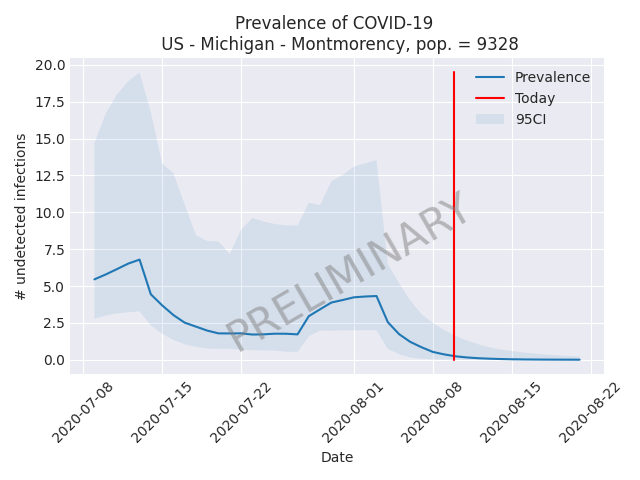 Prevalence of COVID-19
US - Michigan - Montmorency, pop. = 9328
# undetected infections
20.0
17.5
15.0
12.5
10.0
7.5
5.0
2.5
0.0
Prevalence
Today
95CI
PRELIMINARY
2020-07-08
2020-07-15
2020-07-22
2020-08-01
2020-08-08
2020-08-15
2020-08-22
Date